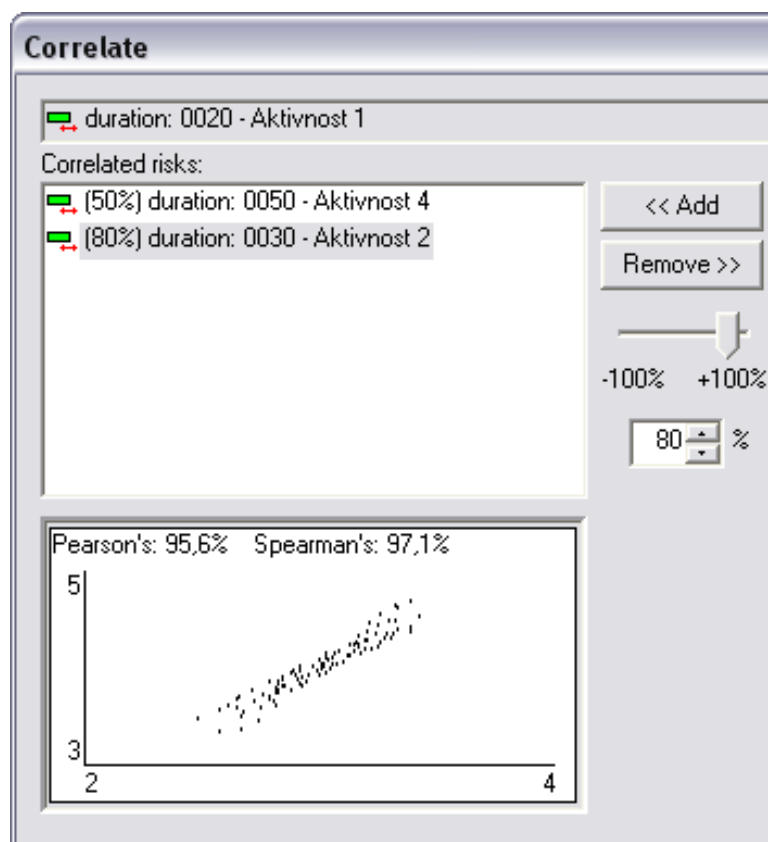 Correlate
duration: 0020 - Aktivnost 1
Correlated risks:
(50%) duration: 0050 - Aktivnost 4
(80%) duration: 0030 - Aktivnost 2
<< Add
Remove >>
-100% +100%
80 %
Pearson's: 95,6% Spearman's: 97,1%
5
3
2 4